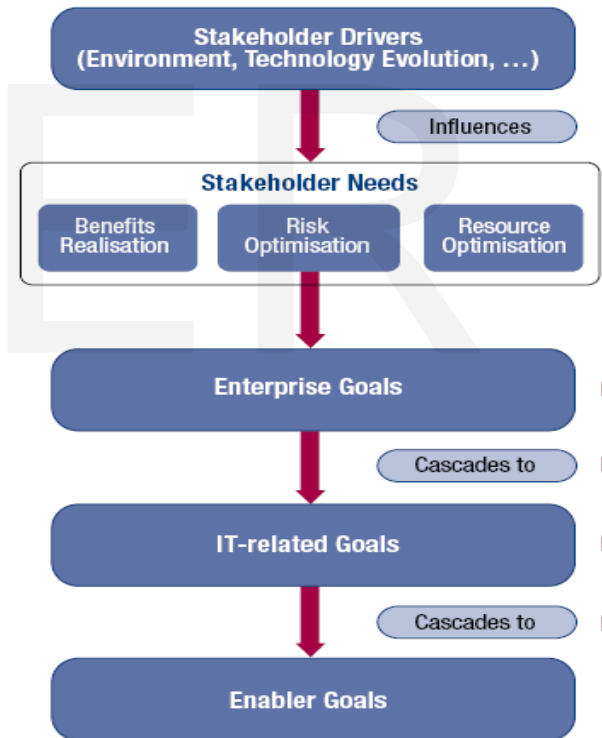 Stakeholder Drivers
(Environment, Technology Evolution, …)
Influences
Stakeholder Needs
Benefits
Realisation
Risk
Optimisation
Resource
Optimisation
Enterprise Goals
Cascades to
IT-related Goals
Cascades to
Enabler Goals
ER